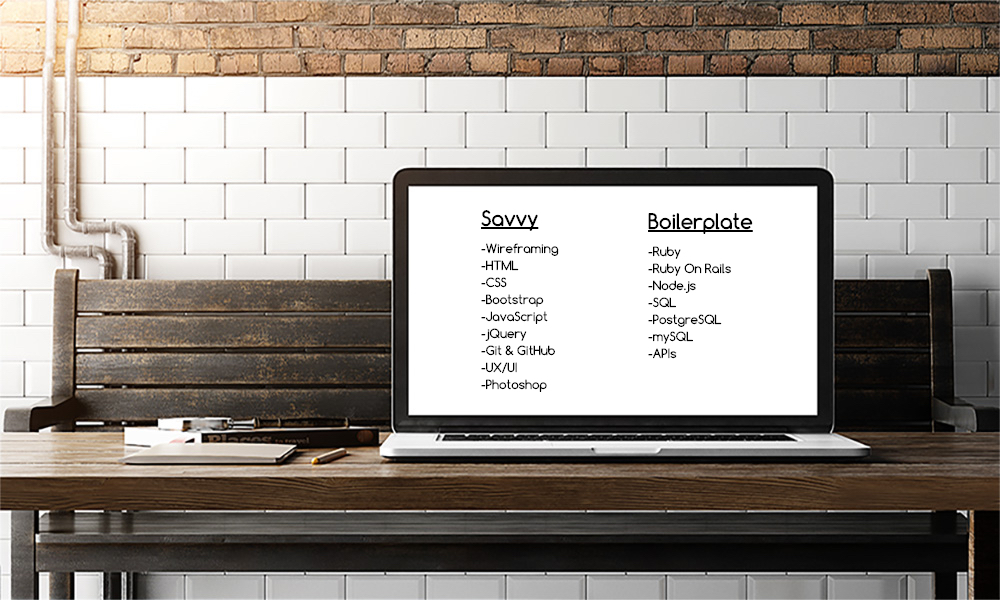 Savvy
-Wireframing
-HTML
-CSS
-Bootstrap
-JavaScript
-jQuery
-Git & GitHub
-UX/UI
-Photoshop
Boilerplate
-Ruby
-Ruby On Rails
-Node.js
-SQL
-PostgreSQL
-mySQL
-APIs
Places